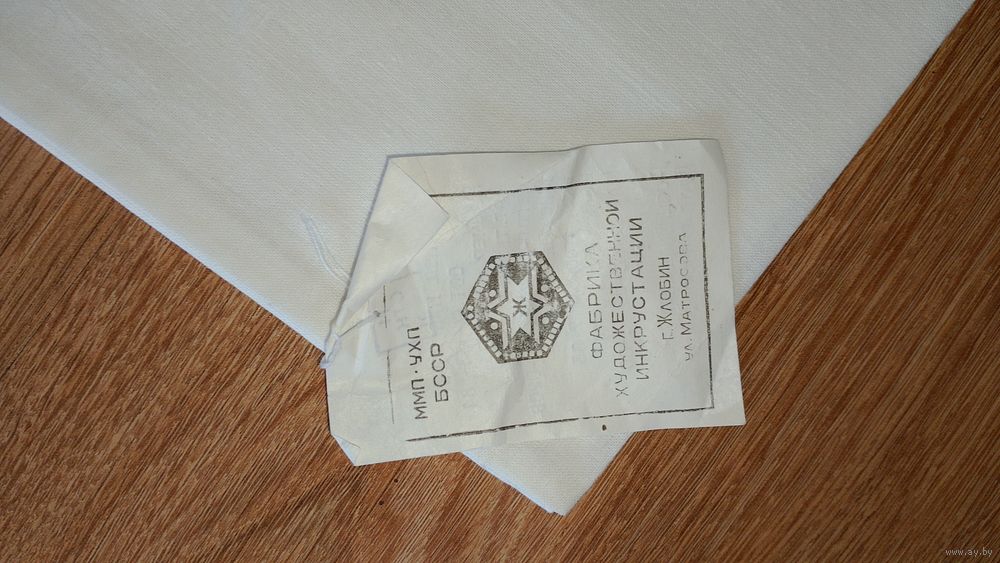 ММП·УХП
БССР
Ж
ФАБРИКА
ХУДОЖЕСТВЕННОЙ
ИНКРУСТАЦИИ
г. Жлобин
ул. Матросова
www.ay.by